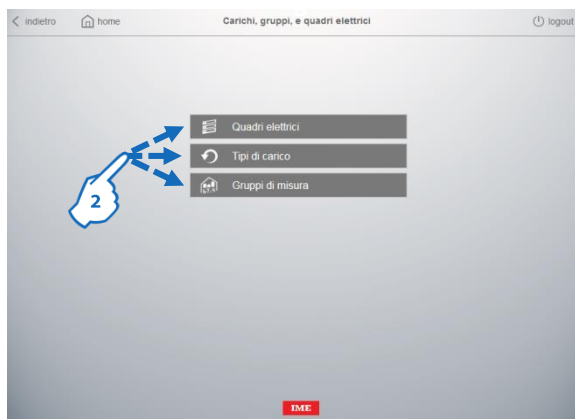 indietro home Carichi, gruppi, e quadri elettrici logout
Quadri elettrici
Tipi di carico
Gruppi di misura
2
IME